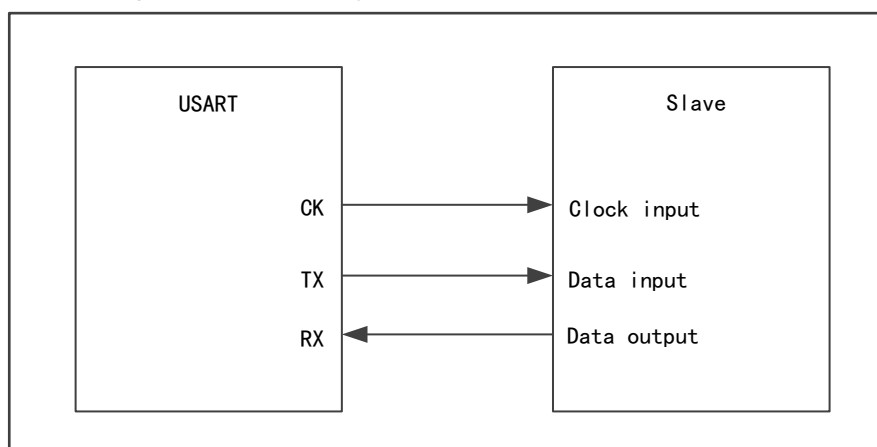 USART
Slave
CK
Clock input
TX
Data input
RX
Data output